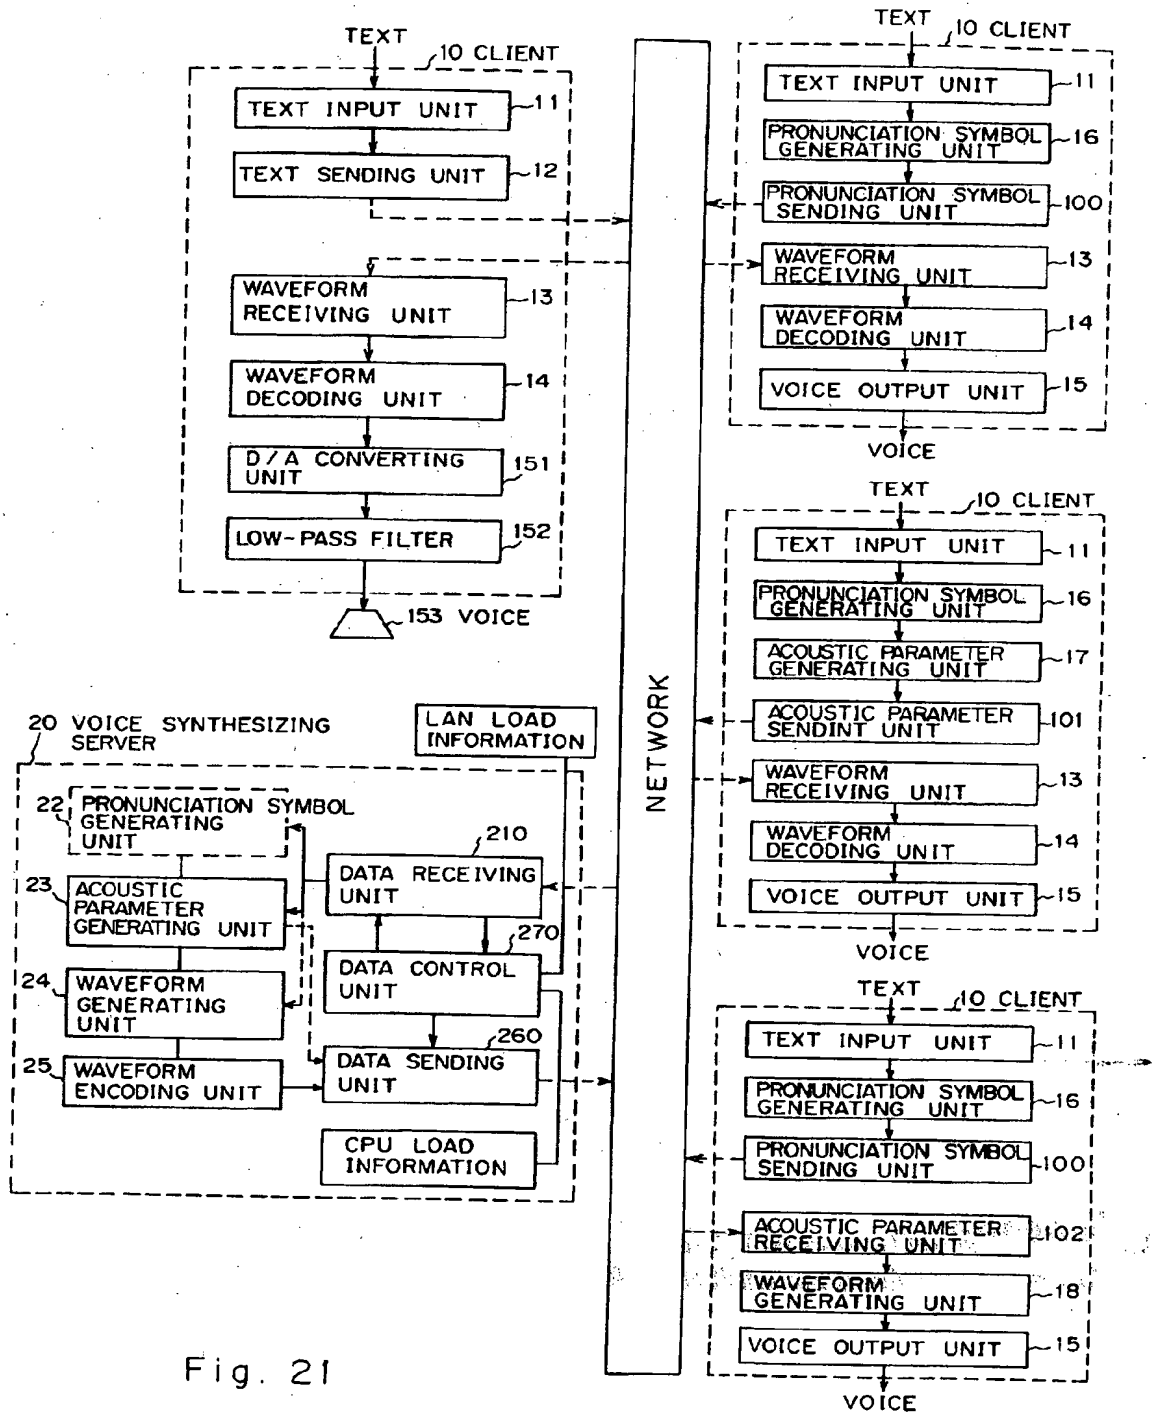 TEXT
10 CLIENT
TEXT INPUT UNIT
11
TEXT SENDING UNIT
12
WAVEFORM
RECEIVING UNIT
13
WAVEFORM
DECODING UNIT
14
D/A CONVERTING
UNIT
151
LOW-PASS FILTER
152
153 VOICE
20 VOICE SYNTHESIZING
SERVER
LAN LOAD
INFORMATION
22
PRONUNCIATION SYMBOL
GENERATING
UNIT
23
ACOUSTIC
PARAMETER
GENERATING UNIT
24
WAVEFORM
GENERATING
UNIT
25
WAVEFORM
ENCODING UNIT
210
DATA RECEIVING
UNIT
270
DATA CONTROL
UNIT
260
DATA SENDING
UNIT
CPU LOAD
INFORMATION
NETWORK
TEXT
10 CLIENT
TEXT INPUT UNIT
11
PRONUNCIATION SYMBOL
GENERATING UNIT
16
PRONUNCIATION SYMBOL
SENDING UNIT
100
WAVEFORM
RECEIVING UNIT
13
WAVEFORM
DECODING UNIT
14
VOICE OUTPUT UNIT
15
VOICE
TEXT
10 CLIENT
TEXT INPUT UNIT
11
PRONUNCIATION SYMBOL
GENERATING UNIT
16
ACOUSTIC PARAMETER
GENERATING UNIT
17
ACOUSTIC PARAMETER
SENDINT UNIT
101
WAVEFORM
RECEIVING UNIT
13
WAVEFORM
DECODING UNIT
14
VOICE OUTPUT UNIT
15
VOICE
TEXT
10 CLIENT
TEXT INPUT UNIT
11
PRONUNCIATION SYMBOL
GENERATING UNIT
16
PRONUNCIATION SYMBOL
SENDING UNIT
100
ACOUSTIC PARAMETER
RECEIVING UNIT
102
WAVEFORM
GENERATING UNIT
18
VOICE OUTPUT UNIT
15
VOICE
Fig. 21